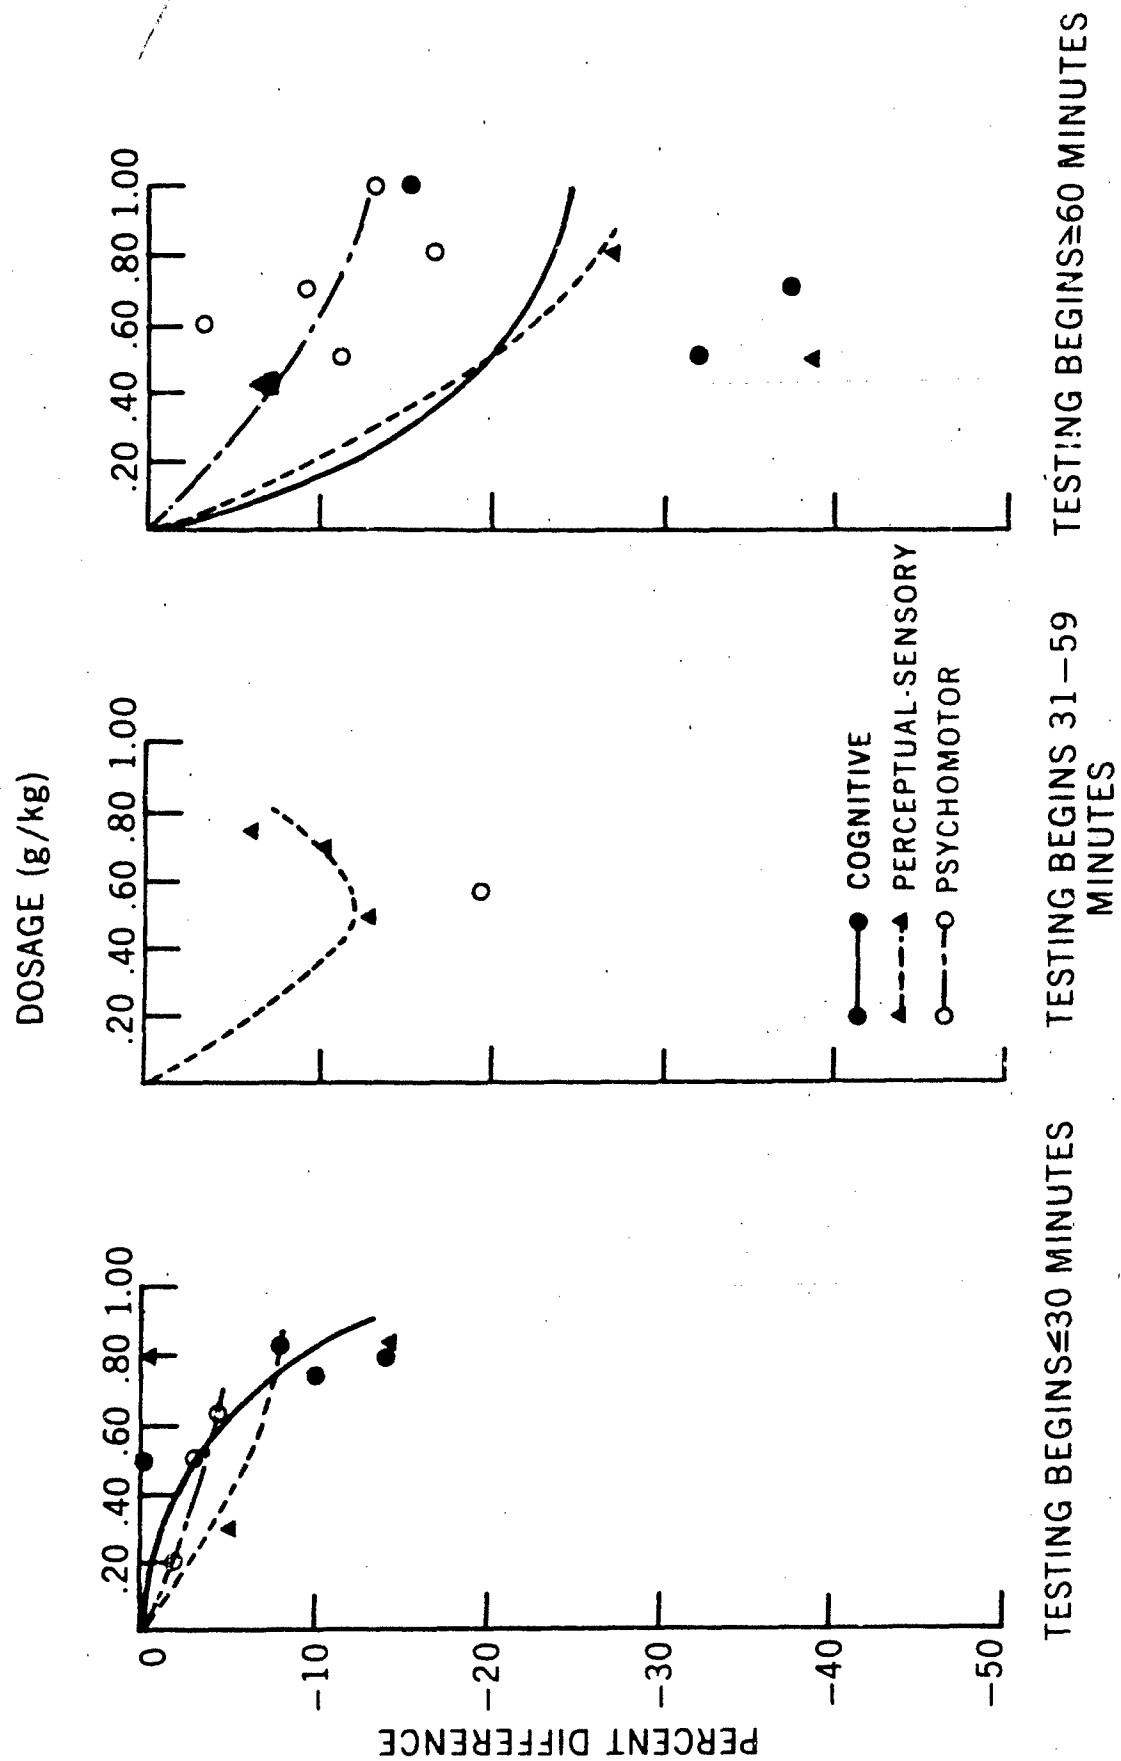 DOSAGE (g/kg)
.20 .40 .60 .80 1.00
.20 .40 .60 .80 1.00
.20 .40 .60 .80 1.00
PERCENT DIFFERENCE
0
-10
-20
-30
-40
-50
COGNITIVE
PERCEPTUAL-SENSORY
PSYCHOMOTOR
TESTING BEGINS≤30 MINUTES
TESTING BEGINS 31-59
MINUTES
TESTING BEGINS≥60 MINUTES